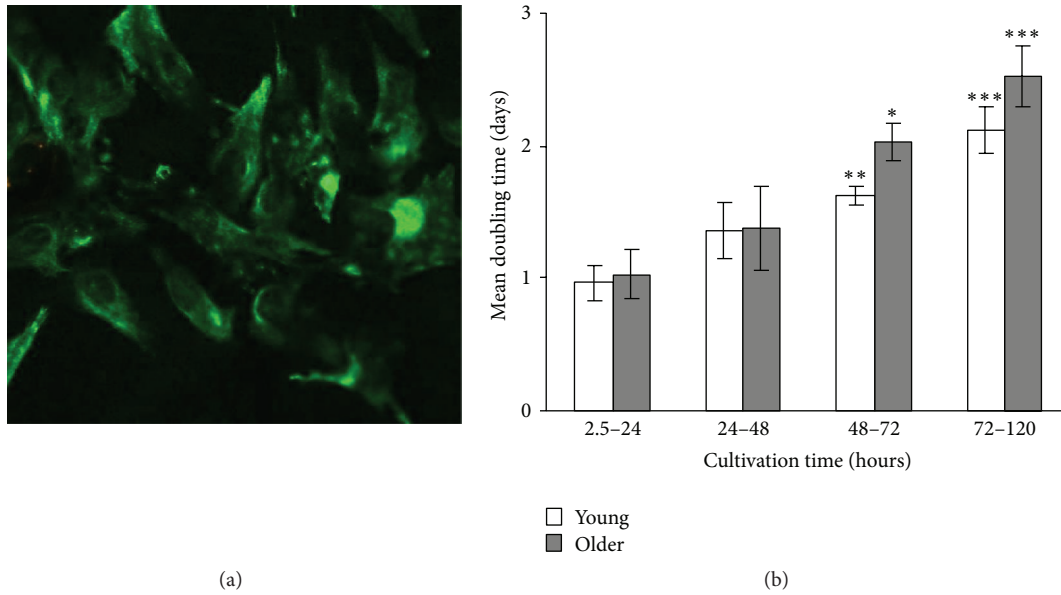 3
2
1
0
Mean doubling time (days)
***
***
*
**
2.5–24
24–48
48–72
72–120
Cultivation time (hours)
Young
Older
(a)
(b)